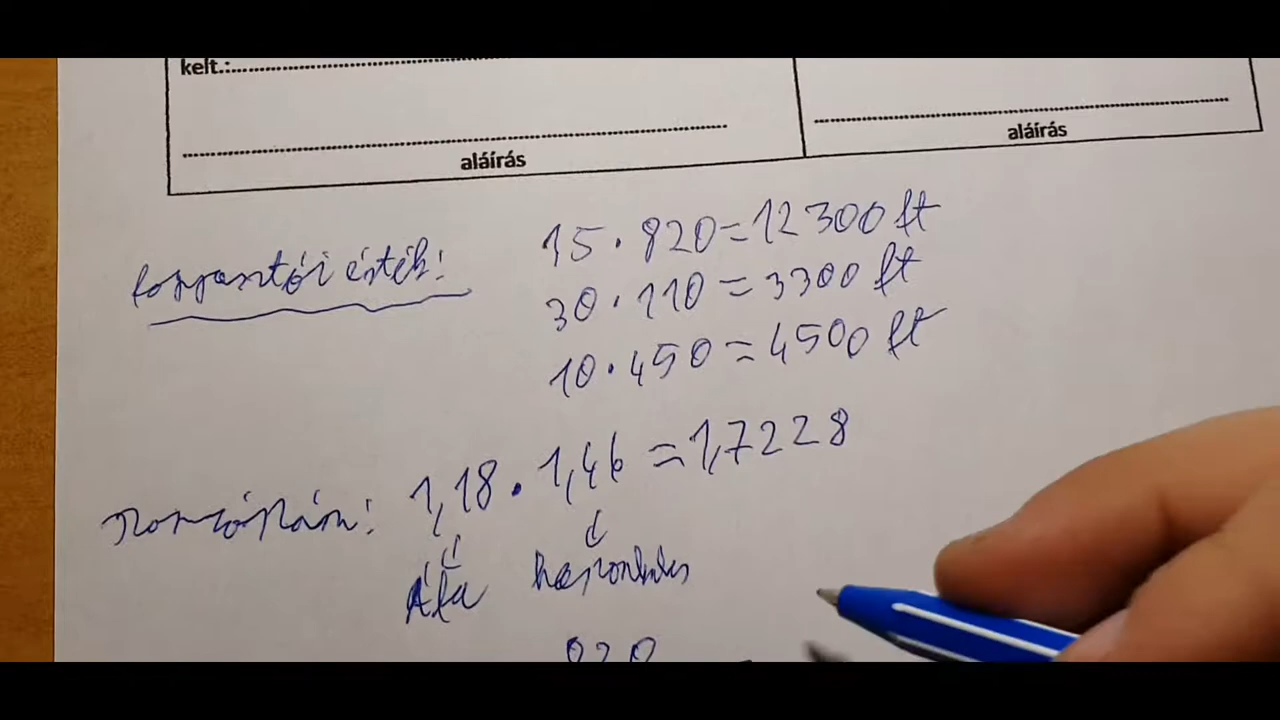 kelt.:
aláírás
aláírás
fogyasztói érték:
15 · 820 = 12300 ft
30 · 110 = 3300 ft
10 · 450 = 4500 ft
1,18 · 1,46 = 1,7228
Áfa
820